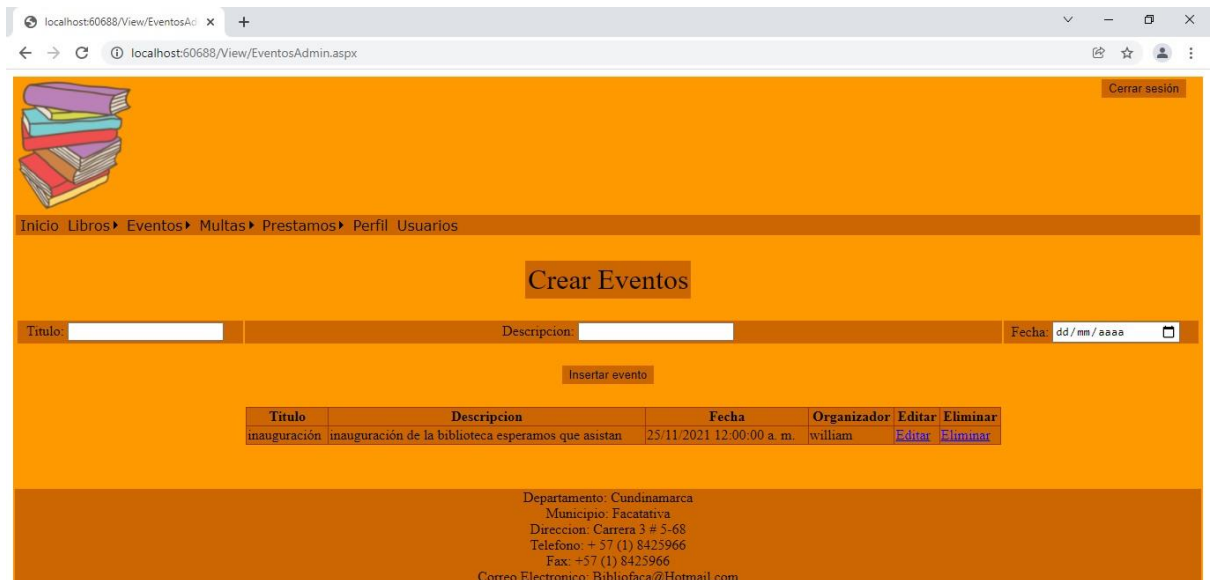 localhost:60688/View/EventosAd
localhost:60688/View/EventosAdmin.aspx
Cerrar sesión
Inicio Libros Eventos Multas Prestamos Perfil Usuarios
Crear Eventos
Titulo: Descripcion: Fecha: dd/mm/aaaa
Insertar evento
Titulo Descripcion Fecha Organizador Editar Eliminar
inauguración inauguración de la biblioteca esperamos que asistan 25/11/2021 12:00:00 a. m. william Editar Eliminar
Departamento: Cundinamarca
Municipio: Facatativa
Direccion: Carrera 3 # 5-68
Telefono: + 57 (1) 8425966
Fax: +57 (1) 8425966
Correo Electronico: Bibliofaca@Hotmail.com